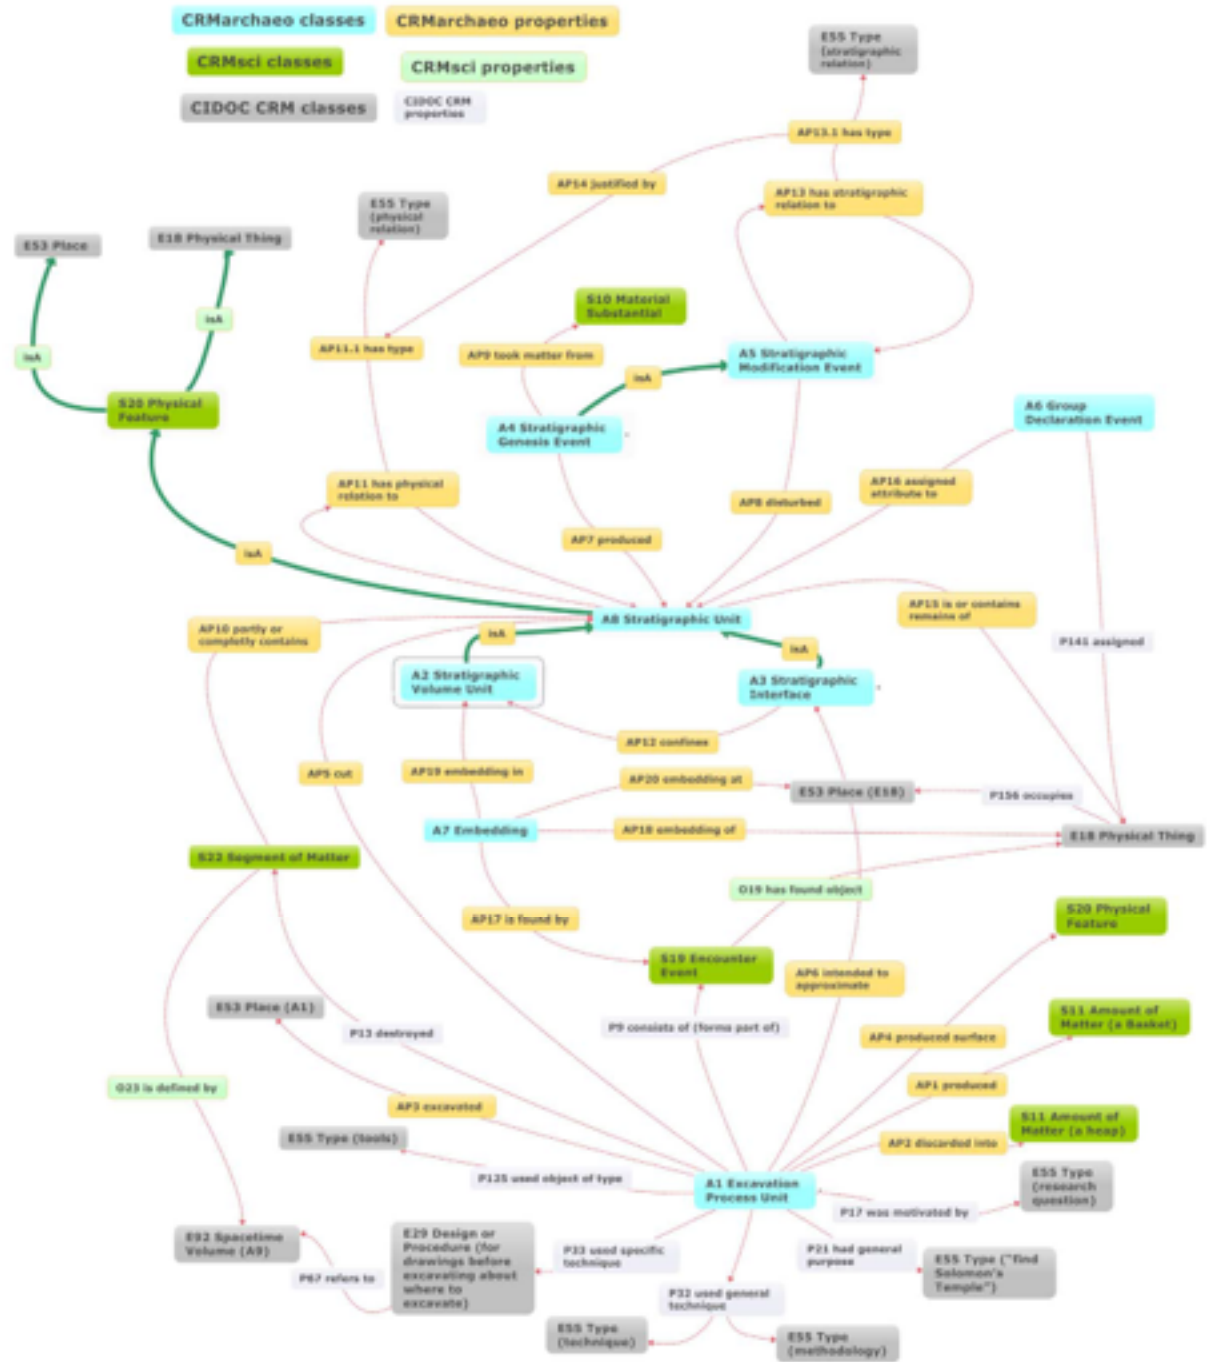 CRMarchaeo classes
CRMarchaeo properties
CRMsci classes
CRMsci properties
CIDOC CRM classes
CIDOC CRM
properties
E55 Type
(stratigraphic
relation)
AP13.1 has type
AP14 justified by
AP13 has stratigraphic
relation to
E55 Type
(physical
relation)
E53 Place
E18 Physical Thing
isA
isA
S10 Material
Substantial
AP11.1 has type
AP9 took matter from
A5 Stratigraphic
Modification Event
isA
S20 Physical
Feature
A4 Stratigraphic
Genesis Event
A6 Group
Declaration Event
AP11 has physical
relation to
AP8 disturbed
AP16 assigned
attribute to
AP7 produced
isA
A8 Stratigraphic Unit
AP15 is or contains
remains of
AP10 partly or
completly contains
isA
isA
P141 assigned
A2 Stratigraphic
Volume Unit
A3 Stratigraphic
Interface
AP12 confines
AP5 cut
AP19 embedding in
AP20 embedding at
E53 Place (E18)
P156 occupies
A7 Embedding
AP18 embedding of
E18 Physical Thing
S22 Segment of Matter
O19 has found object
AP17 is found by
S20 Physical
Feature
S19 Encounter
Event
AP6 intended to
approximate
E53 Place (A1)
P13 destroyed
P9 consists of (forms part of)
AP4 produced surface
S11 Amount of
Matter (a Basket)
O23 is defined by
AP3 excavated
AP1 produced
E55 Type (tools)
AP2 discarded into
S11 Amount of
Matter (a heap)
P125 used object of type
A1 Excavation
Process Unit
E55 Type
(research
question)
P17 was motivated by
E92 Spacetime
Volume (A9)
E29 Design or
Procedure (for
drawings before
excavating about
where to
excavate)
P67 refers to
P33 used specific
technique
P21 had general
purpose
E55 Type ("find
Solomon's
Temple")
P32 used general
technique
E55 Type
(technique)
E55 Type
(methodology)